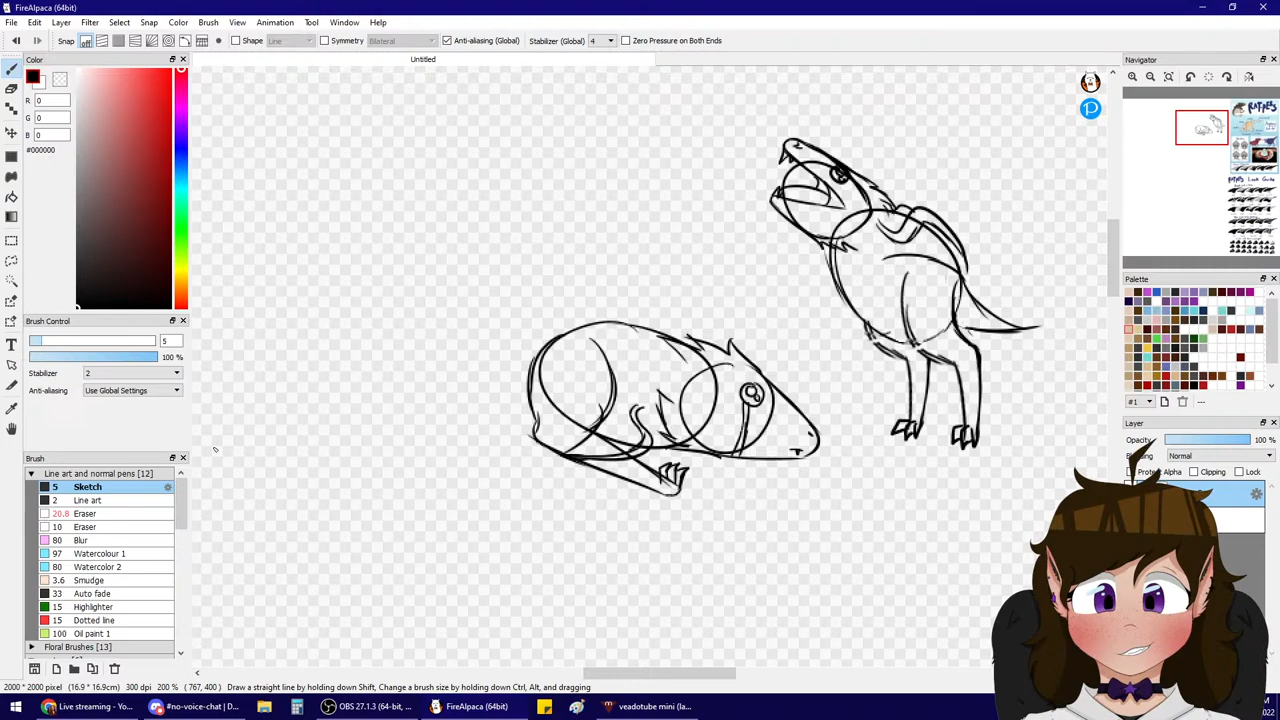 FireAlpaca (64bit)
File Edit Layer Filter Select Snap Color Brush View Animation Tool Window Help
Snap off Shape Line Symmetry Bilateral Anti-aliasing (Global) Stabilizer (Global) 4 Zero Pressure on Both Ends
Untitled
Color
R 0
G 0
B 0
#000000
Brush Control
5
100 %
Stabilizer 2
Anti-aliasing Use Global Settings
Brush
Line art and normal pens [12]
5 Sketch
2 Line art
20.8 Eraser
10 Eraser
80 Blur
97 Watercolour 1
80 Watercolor 2
3.6 Smudge
33 Auto fade
15 Highlighter
15 Dotted line
100 Oil paint 1
Floral Brushes [13]
Navigator
Palette
#1
Layer
Opacity 100 %
Normal
Protect Alpha Clipping Lock
2000 * 2000 pixel (16.9 * 16.9cm) 300 dpi 200 % ( 767, 400 ) Draw a straight line by holding down Shift, Change a brush size by holding down Ctrl, Alt, and dragging
Live streaming - Yo... #no-voice-chat | D... OBS 27.1.3 (64-bit, ... FireAlpaca (64bit) veadotube mini (la...